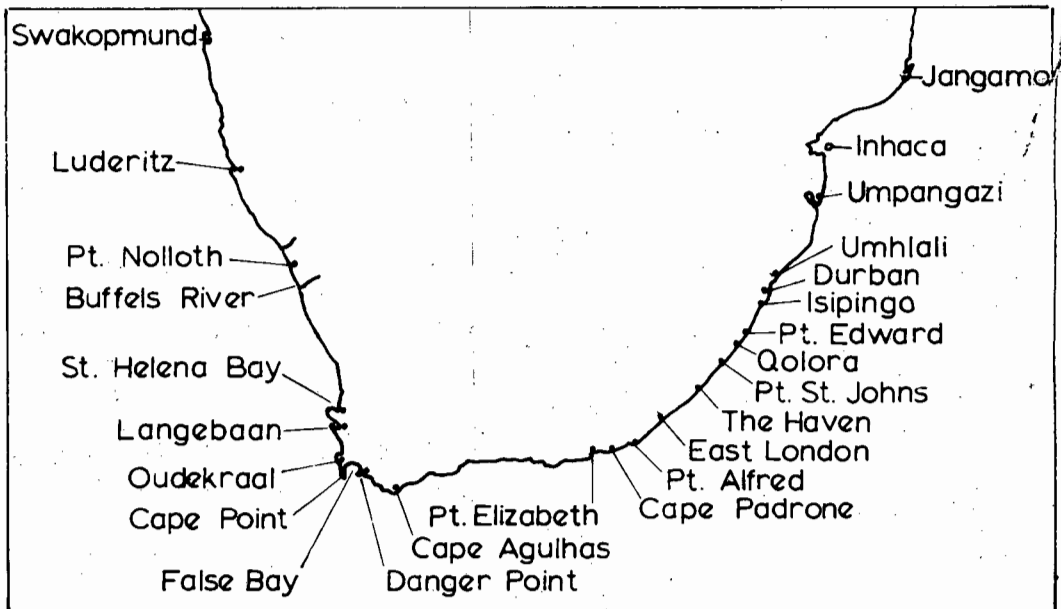 Swakopmund
Jangamo
Inhaca
Luderitz
Umpangazi
Pt. Nolloth
Umhlali
Durban
Buffels River
Isipingo
Pt. Edward
Qolora
St. Helena Bay
Pt. St. Johns
The Haven
Langebaan
East London
Oudekraal
Pt. Alfred
Cape Point
Pt. Elizabeth
Cape Padrone
Cape Agulhas
False Bay
Danger Point